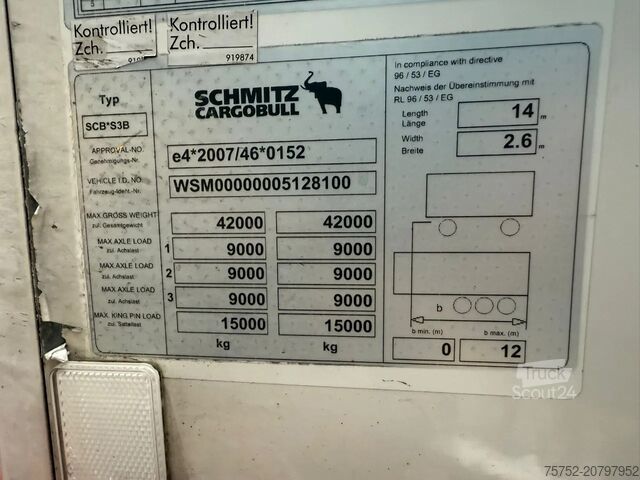 Kontrolliert!
Zch.
Kontrolliert!
Zch.
919874
Typ
SCB*S3B
SCHMITZ
CARGOBULL
APPROVAL-NO.
Genehmigungs-Nr.
e4*2007/46*0152
VEHICLE I.D. NO.
Fahrzeug-Ident.-Nr.
WSM00000005128100
MAX.GROSS WEIGHT
zul. Gesamtgewicht
42000 42000
MAX.AXLE LOAD
zul. Achslast
1 9000 9000
MAX.AXLE LOAD
zul. Achslast
2 9000 9000
MAX.AXLE LOAD
zul. Achslast
3 9000 9000
MAX. KING PIN LOAD
zul. Sattellast
15000 15000
kg kg
In compliance with directive
96 / 53 / EG
Nachweis der Übereinstimmung mit
RL 96 / 53 / EG
Length
Länge
14 m
Width
Breite
2.6 m
b
b min. (m) b max. (m)
0 12
Truck
Scout24
75752-20797952